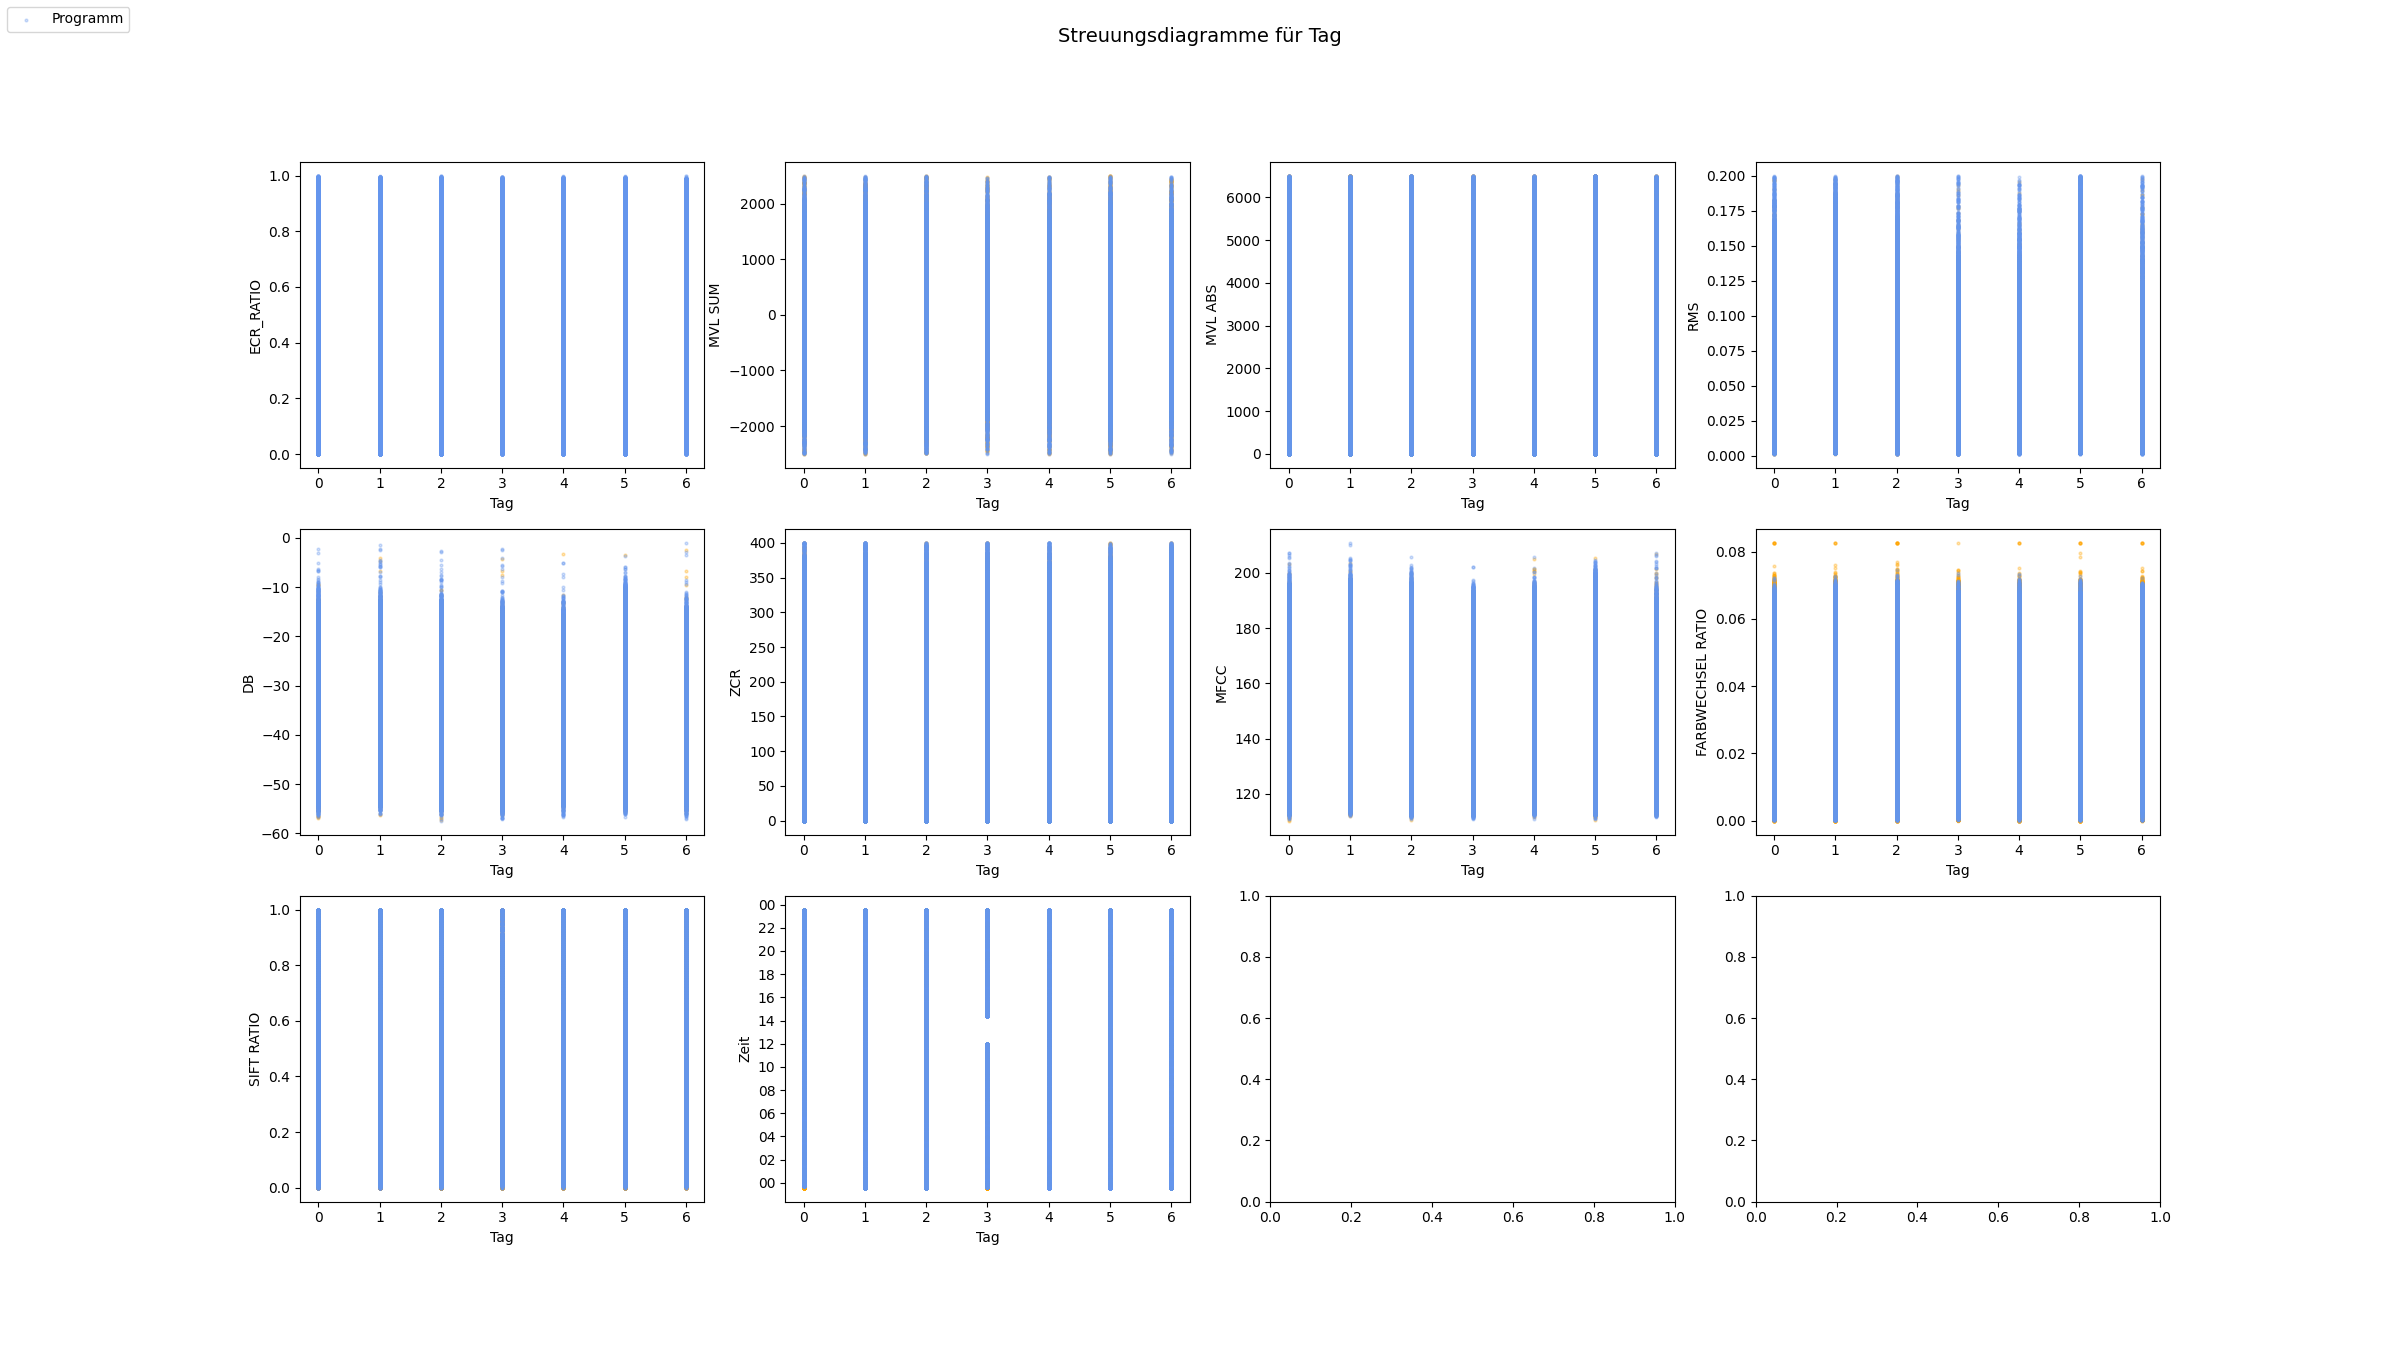 Programm
Streuungsdiagramme für Tag
1.0
0.8
0.6
0.4
0.2
0.0
ECR_RATIO
0 1 2 3 4 5 6
Tag
2000
1000
0
−1000
−2000
MVL SUM
0 1 2 3 4 5 6
Tag
6000
5000
4000
3000
2000
1000
0
MVL ABS
0 1 2 3 4 5 6
Tag
0.200
0.175
0.150
0.125
0.100
0.075
0.050
0.025
0.000
RMS
0 1 2 3 4 5 6
Tag
0
−10
−20
−30
−40
−50
−60
DB
0 1 2 3 4 5 6
Tag
400
350
300
250
200
150
100
50
0
ZCR
0 1 2 3 4 5 6
Tag
200
180
160
140
120
MFCC
0 1 2 3 4 5 6
Tag
0.08
0.06
0.04
0.02
0.00
FARBWECHSEL RATIO
0 1 2 3 4 5 6
Tag
1.0
0.8
0.6
0.4
0.2
0.0
SIFT RATIO
0 1 2 3 4 5 6
Tag
00
22
20
18
16
14
12
10
08
06
04
02
00
Zeit
0 1 2 3 4 5 6
Tag
1.0
0.8
0.6
0.4
0.2
0.0
0.0 0.2 0.4 0.6 0.8 1.0
1.0
0.8
0.6
0.4
0.2
0.0
0.0 0.2 0.4 0.6 0.8 1.0